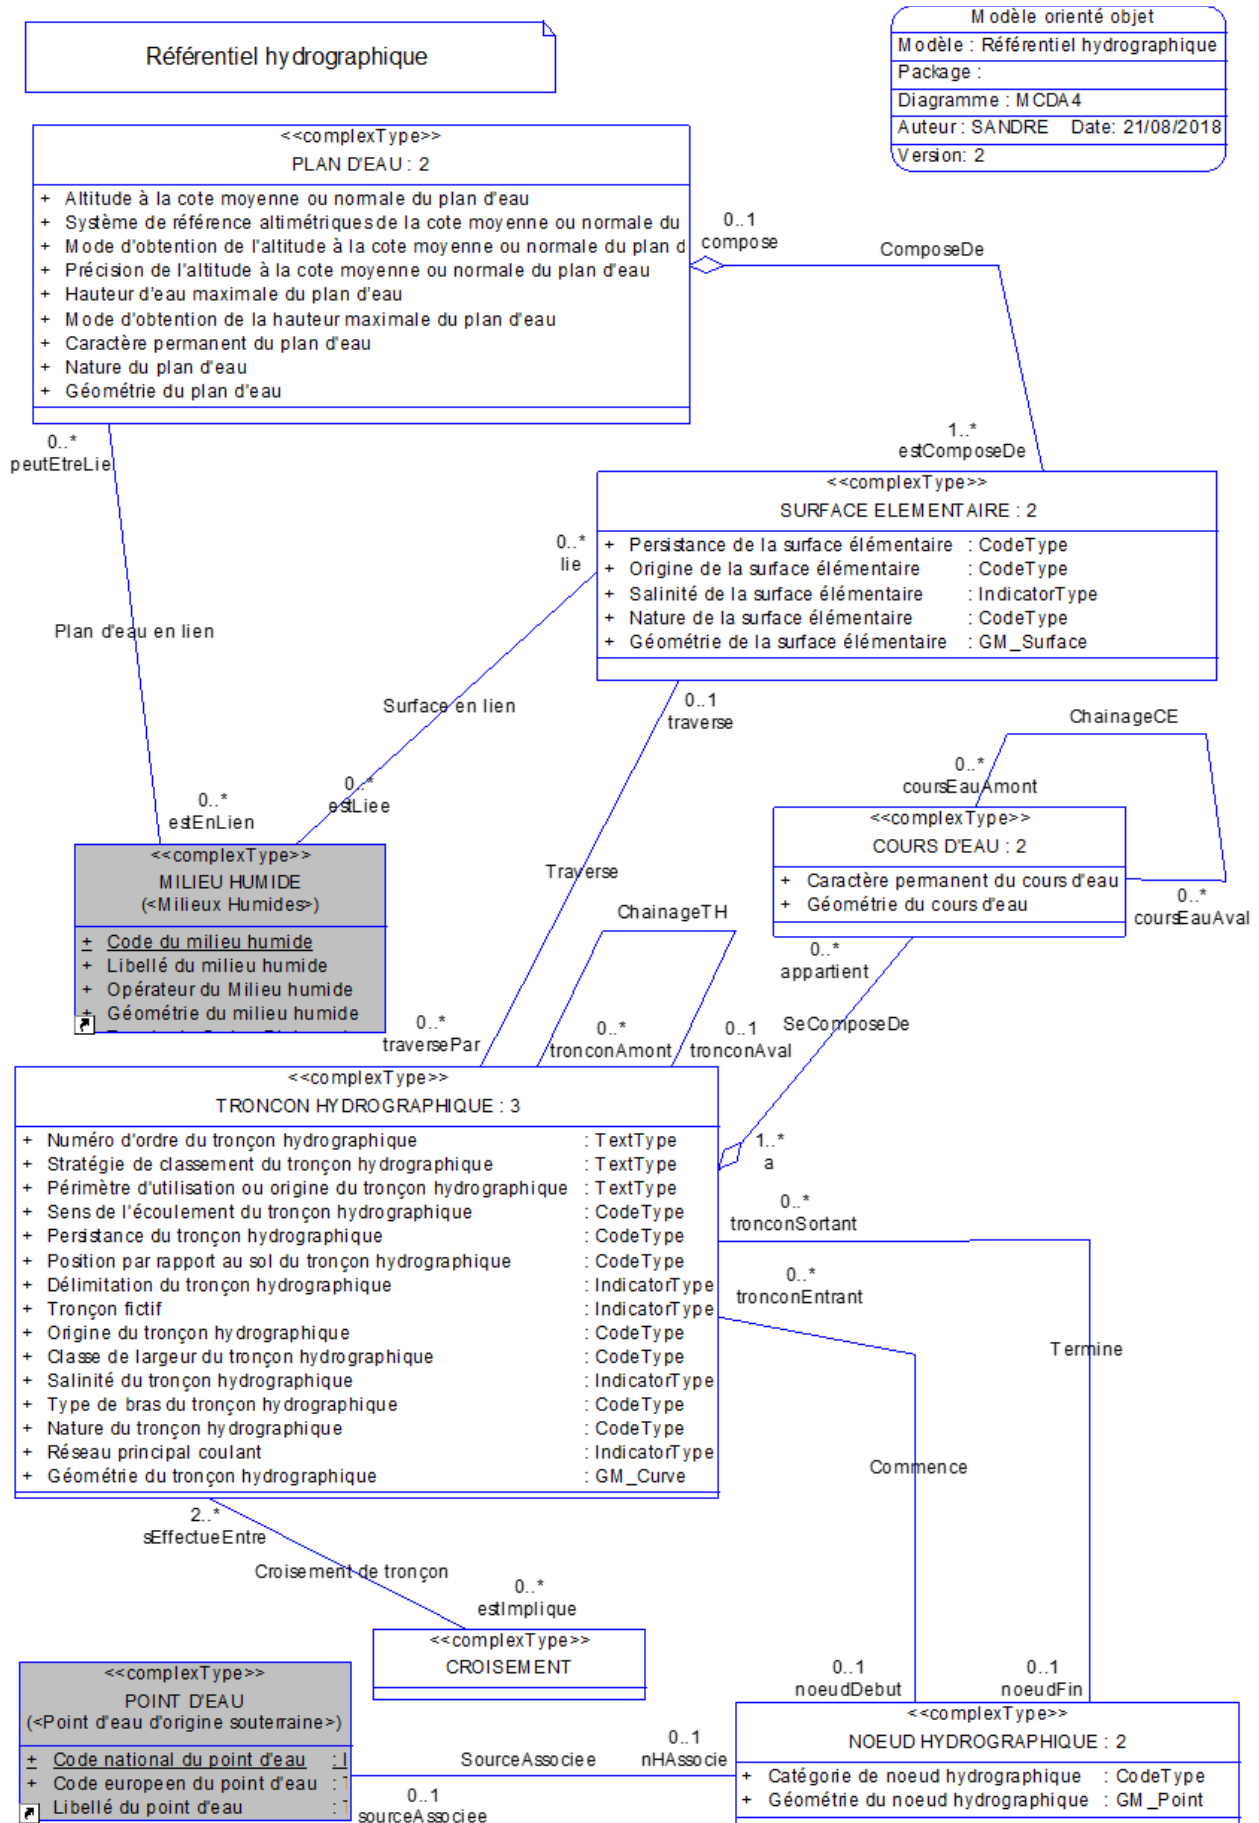 Référentiel hydrographique
Modèle orienté objet
Modèle : Référentiel hydrographique
Package :
Diagramme : MCDA4
Auteur : SANDRE Date: 21/08/2018
Version: 2
<<complexType>>
PLAN D'EAU : 2
+ Altitude à la cote moyenne ou normale du plan d'eau
+ Système de référence altimétriques de la cote moyenne ou normale du
+ Mode d'obtention de l'altitude à la cote moyenne ou normale du plan d
+ Précision de l'altitude à la cote moyenne ou normale du plan d'eau
+ Hauteur d'eau maximale du plan d'eau
+ Mode d'obtention de la hauteur maximale du plan d'eau
+ Caractère permanent du plan d'eau
+ Nature du plan d'eau
+ Géométrie du plan d'eau
0..1
compose
ComposeDe
1..*
estComposeDe
0..*
peutEtreLie
<<complexType>>
SURFACE ELEMENTAIRE : 2
+ Persistance de la surface élémentaire : CodeType
+ Origine de la surface élémentaire : CodeType
+ Salinité de la surface élémentaire : IndicatorType
+ Nature de la surface élémentaire : CodeType
+ Géométrie de la surface élémentaire : GM_Surface
0..*
lie
Plan d'eau en lien
Surface en lien
0..1
traverse
ChainageCE
0..*
coursEauAmont
0..*
estEnLien
0..*
estLiee
<<complexType>>
COURS D'EAU : 2
+ Caractère permanent du cours d'eau
+ Géométrie du cours d'eau
0..*
coursEauAval
<<complexType>>
MILIEU HUMIDE
(<Milieux Humides>)
+ Code du milieu humide
+ Libellé du milieu humide
+ Opérateur du Milieu humide
+ Géométrie du milieu humide
Traverse
ChainageTH
0..*
appartient
SeComposeDe
0..*
traversePar
0..*
tronconAmont
0..1
tronconAval
<<complexType>>
TRONCON HYDROGRAPHIQUE : 3
+ Numéro d'ordre du tronçon hydrographique : TextType
+ Stratégie de classement du tronçon hydrographique : TextType
+ Périmètre d'utilisation ou origine du tronçon hydrographique : TextType
+ Sens de l'écoulement du tronçon hydrographique : CodeType
+ Persistance du tronçon hydrographique : CodeType
+ Position par rapport au sol du tronçon hydrographique : CodeType
+ Délimitation du tronçon hydrographique : IndicatorType
+ Tronçon fictif : IndicatorType
+ Origine du tronçon hydrographique : CodeType
+ Classe de largeur du tronçon hydrographique : CodeType
+ Salinité du tronçon hydrographique : IndicatorType
+ Type de bras du tronçon hydrographique : CodeType
+ Nature du tronçon hydrographique : CodeType
+ Réseau principal coulant : IndicatorType
+ Géométrie du tronçon hydrographique : GM_Curve
1..*
a
0..*
tronconSortant
0..*
tronconEntrant
Termine
Commence
2..*
sEffectueEntre
Croisement de tronçon
0..*
estImplique
<<complexType>>
CROISEMENT
0..1
noeudDebut
0..1
noeudFin
<<complexType>>
POINT D'EAU
(<Point d'eau d'origine souterraine>)
+ Code national du point d'eau :
+ Code europeen du point d'eau :
Libellé du point d'eau :
SourceAssociee
0..1
nHAssocie
0..1
sourceAssociee
<<complexType>>
NOEUD HYDROGRAPHIQUE : 2
+ Catégorie de noeud hydrographique : CodeType
+ Géométrie du noeud hydrographique : GM_Point